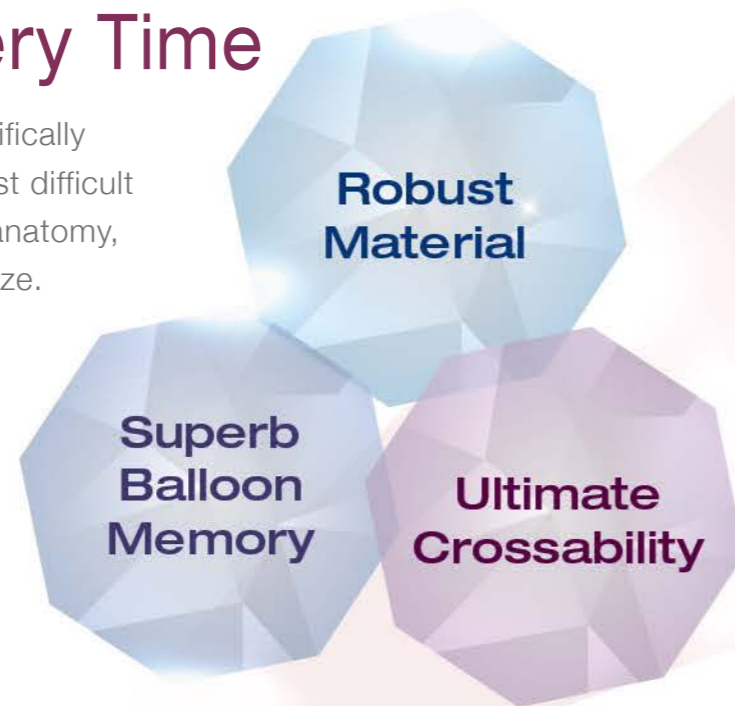 ery Time
ifically
st difficult
anatomy,
ze.
Robust
Material
Superb
Balloon
Memory
Ultimate
Crossability